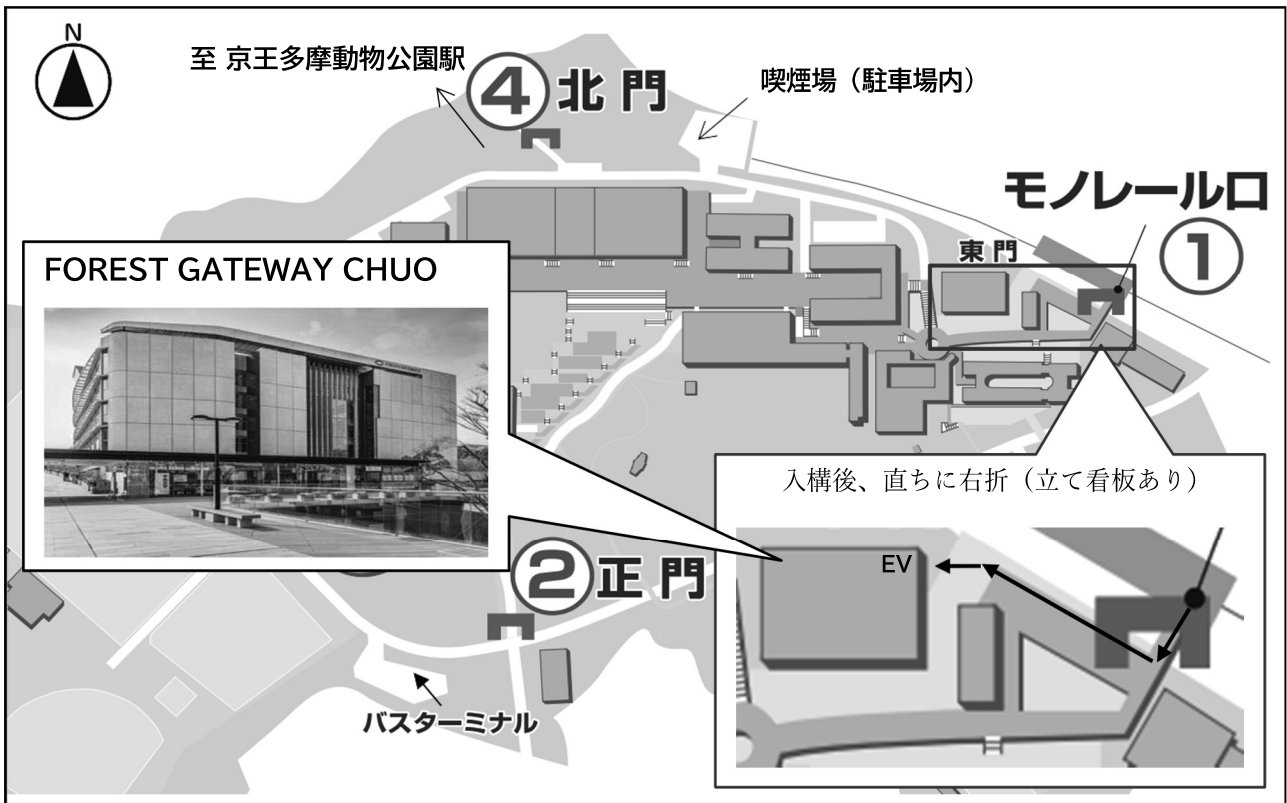 N
至 京王多摩動物公園駅
④ 北門
喫煙場（駐車場内）
モノレール口
①
東門
FOREST GATEWAY CHUO
入構後、直ちに右折（立て看板あり）
EV
② 正門
バスターミナル